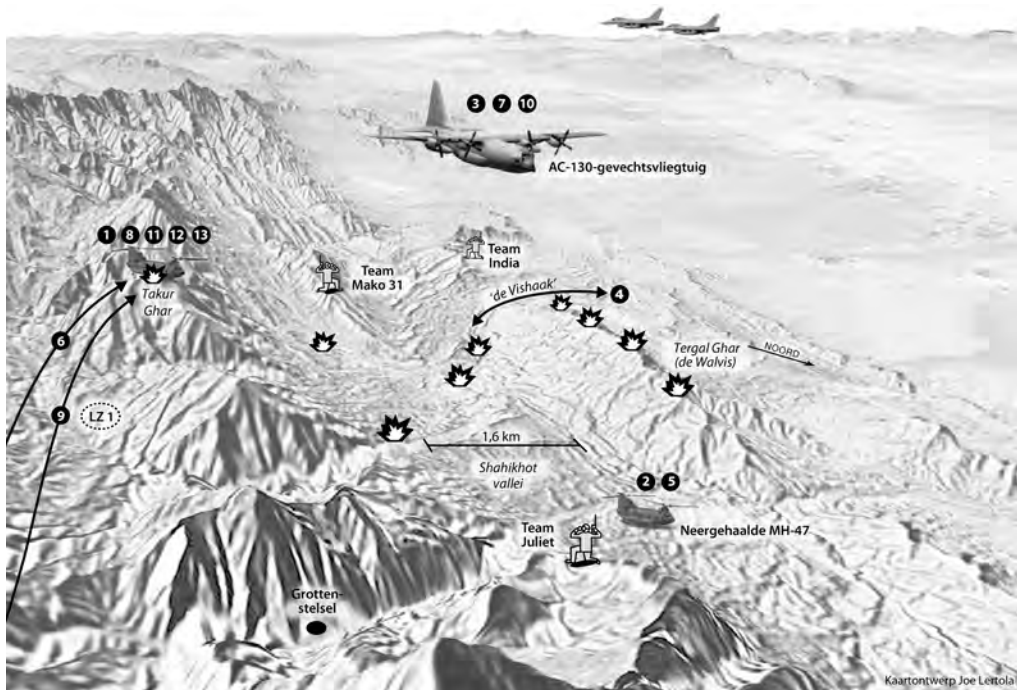 3 7 10
AC-130-gevechtsvliegtuig
1 8 11 12 13
Takur
Ghar
Team
Mako 31
Team
India
'de Vishaak'
4
6
Tergal Ghar
(de Walvis)
NOORD
9
LZ 1
1,6 km
Shahikhot
vallei
2 5
Neergehaalde MH-47
Team
Juliet
Grotten-
stelsel
Kaartontwerp Joe Lertola